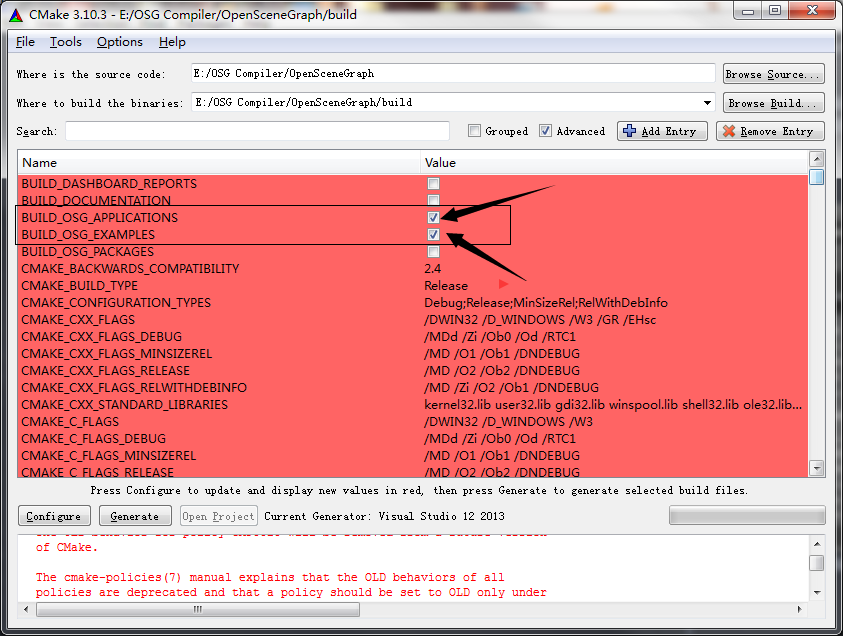 CMake 3.10.3 - E:/OSG Compiler/OpenSceneGraph/build
File Tools Options Help
Where is the source code: E:/OSG Compiler/OpenSceneGraph Browse Source...
Where to build the binaries: E:/OSG Compiler/OpenSceneGraph/build Browse Build...
Search: Grouped Advanced Add Entry Remove Entry
Name Value
BUILD_DASHBOARD_REPORTS
BUILD_DOCUMENTATION
BUILD_OSG_APPLICATIONS
BUILD_OSG_EXAMPLES
BUILD_OSG_PACKAGES
CMAKE_BACKWARDS_COMPATIBILITY 2.4
CMAKE_BUILD_TYPE Release
CMAKE_CONFIGURATION_TYPES Debug;Release;MinSizeRel;RelWithDebInfo
CMAKE_CXX_FLAGS /DWIN32 /D_WINDOWS /W3 /GR /EHsc
CMAKE_CXX_FLAGS_DEBUG /MDd /Zi /Ob0 /Od /RTC1
CMAKE_CXX_FLAGS_MINSIZEREL /MD /O1 /Ob1 /DNDEBUG
CMAKE_CXX_FLAGS_RELEASE /MD /O2 /Ob2 /DNDEBUG
CMAKE_CXX_FLAGS_RELWITHDEBINFO /MD /Zi /O2 /Ob1 /DNDEBUG
CMAKE_CXX_STANDARD_LIBRARIES kernel32.lib user32.lib gdi32.lib winspool.lib shell32.lib ole32.lib...
CMAKE_C_FLAGS /DWIN32 /D_WINDOWS /W3
CMAKE_C_FLAGS_DEBUG /MDd /Zi /Ob0 /Od /RTC1
CMAKE_C_FLAGS_MINSIZEREL /MD /O1 /Ob1 /DNDEBUG
CMAKE_C_FLAGS_RELEASE /MD /O2 /Ob2 /DNDEBUG
Press Configure to update and display new values in red, then press Generate to generate selected build files.
Configure Generate Open Project Current Generator: Visual Studio 12 2013
of CMake.
The cmake-policies(7) manual explains that the OLD behaviors of all
policies are deprecated and that a policy should be set to OLD only under